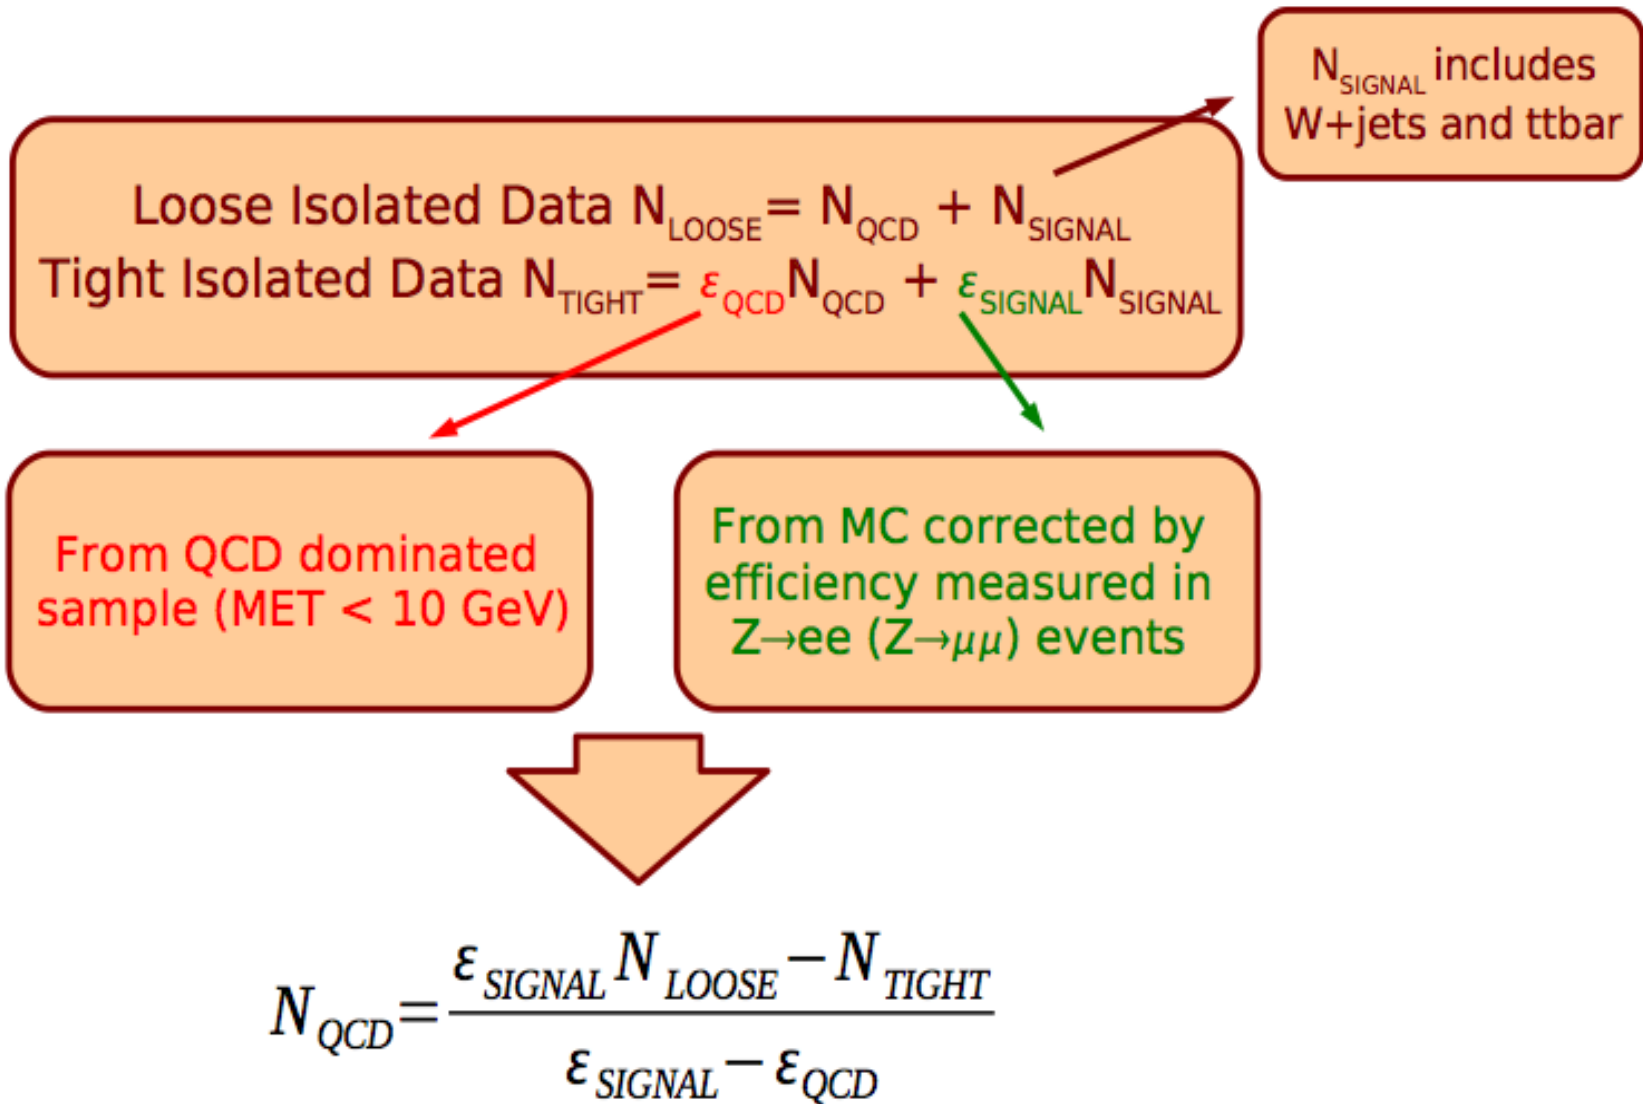 N_SIGNAL includes
W+jets and ttbar
Loose Isolated Data N_LOOSE= N_QCD + N_SIGNAL
Tight Isolated Data N_TIGHT= ε_QCD N_QCD + ε_SIGNAL N_SIGNAL
From QCD dominated
sample (MET < 10 GeV)
From MC corrected by
efficiency measured in
Z→ee (Z→μμ) events
N_QCD = (ε_SIGNAL N_LOOSE − N_TIGHT) / (ε_SIGNAL − ε_QCD)